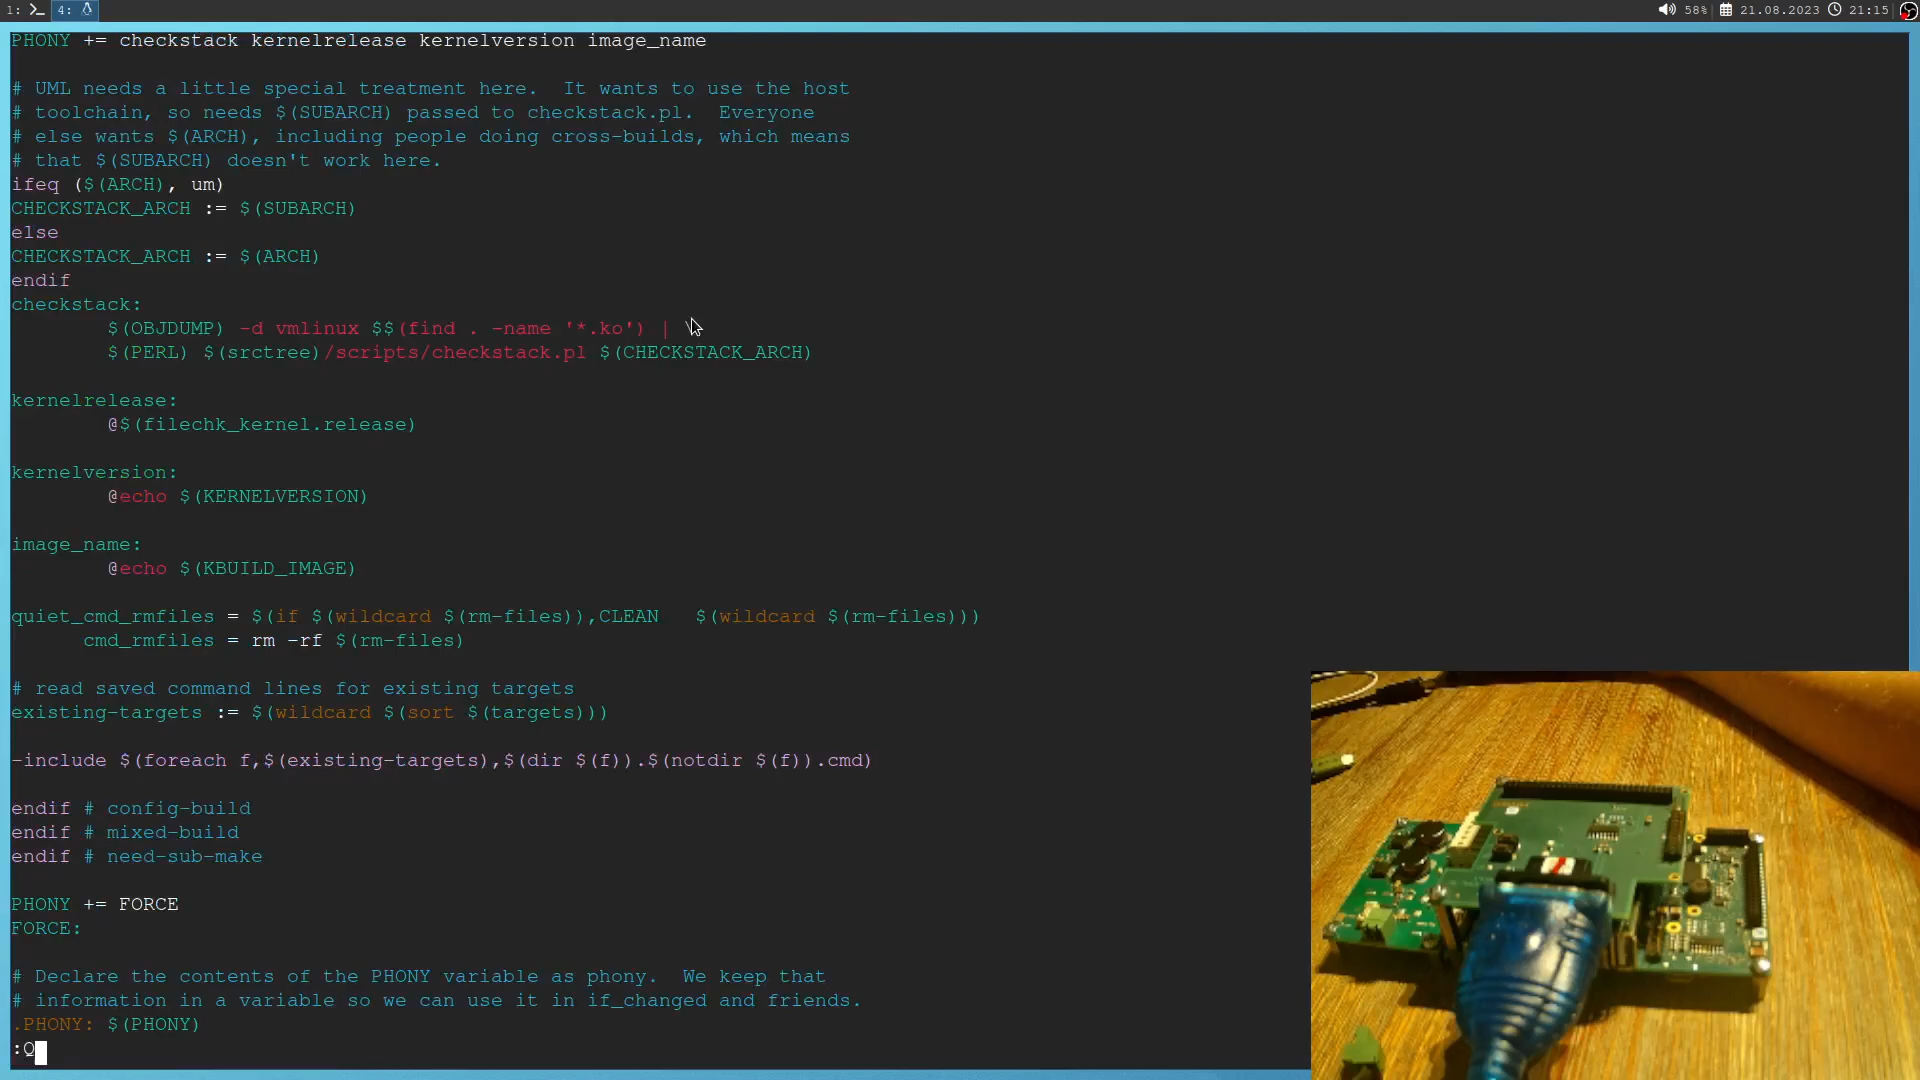 1: 4: 58% 21.08.2023 21:15
PHONY += checkstack kernelrelease kernelversion image_name
# UML needs a little special treatment here.  It wants to use the host
# toolchain, so needs $(SUBARCH) passed to checkstack.pl.  Everyone
# else wants $(ARCH), including people doing cross-builds, which means
# that $(SUBARCH) doesn't work here.
ifeq ($(ARCH), um)
CHECKSTACK_ARCH := $(SUBARCH)
else
CHECKSTACK_ARCH := $(ARCH)
endif
checkstack:
        $(OBJDUMP) -d vmlinux $$(find . -name '*.ko') | \
        $(PERL) $(srctree)/scripts/checkstack.pl $(CHECKSTACK_ARCH)
kernelrelease:
        @$(filechk_kernel.release)
kernelversion:
        @echo $(KERNELVERSION)
image_name:
        @echo $(KBUILD_IMAGE)
quiet_cmd_rmfiles = $(if $(wildcard $(rm-files)),CLEAN   $(wildcard $(rm-files)))
      cmd_rmfiles = rm -rf $(rm-files)
# read saved command lines for existing targets
existing-targets := $(wildcard $(sort $(targets)))
-include $(foreach f,$(existing-targets),$(dir $(f)).$(notdir $(f)).cmd)
endif # config-build
endif # mixed-build
endif # need-sub-make
PHONY += FORCE
FORCE:
# Declare the contents of the PHONY variable as phony.  We keep that
# information in a variable so we can use it in if_changed and friends.
.PHONY: $(PHONY)
:Q